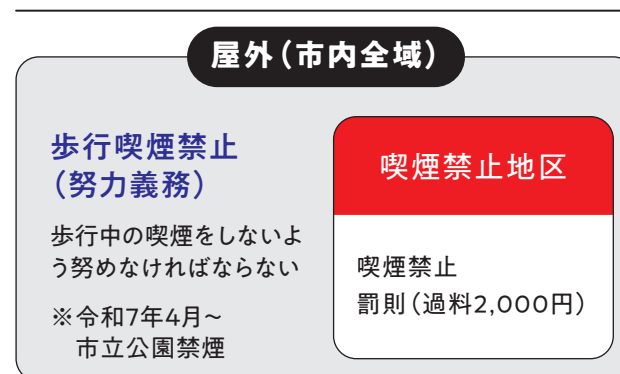 屋外（市内全域）
歩行喫煙禁止
（努力義務）
歩行中の喫煙をしないよ
う努めなければならない
※令和7年4月~
市立公園禁煙
喫煙禁止地区
喫煙禁止
罰則（過料2,000円）